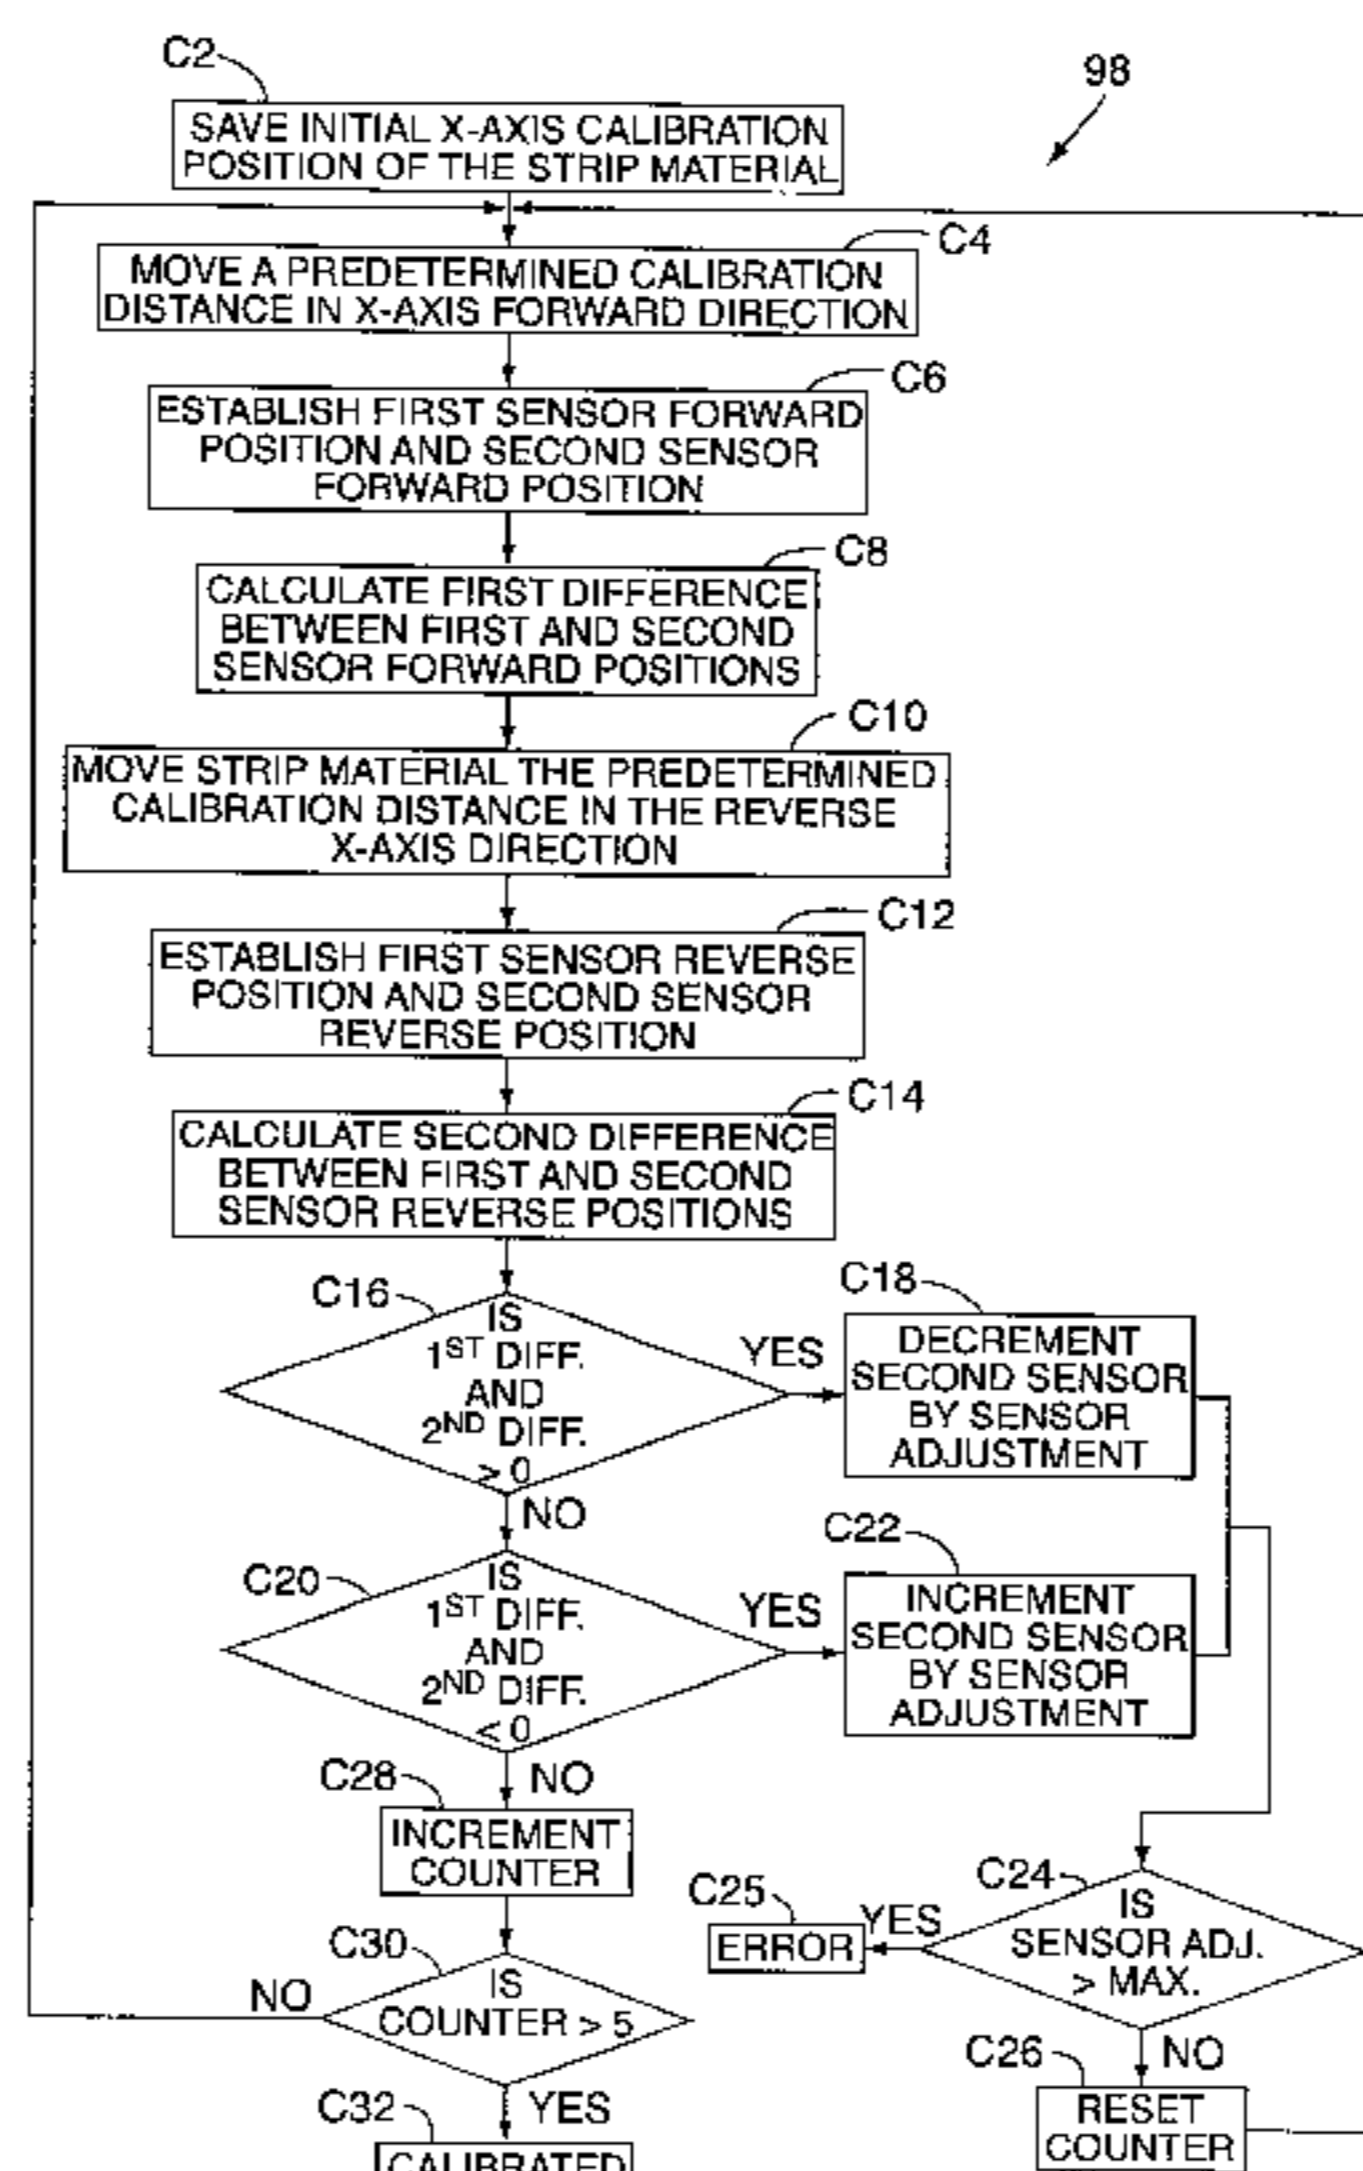 C2
98
SAVE INITIAL X-AXIS CALIBRATION
POSITION OF THE STRIP MATERIAL
C4
MOVE A PREDETERMINED CALIBRATION
DISTANCE IN X-AXIS FORWARD DIRECTION
C6
ESTABLISH FIRST SENSOR FORWARD
POSITION AND SECOND SENSOR
FORWARD POSITION
C8
CALCULATE FIRST DIFFERENCE
BETWEEN FIRST AND SECOND
SENSOR FORWARD POSITIONS
C10
MOVE STRIP MATERIAL THE PREDETERMINED
CALIBRATION DISTANCE IN THE REVERSE
X-AXIS DIRECTION
C12
ESTABLISH FIRST SENSOR REVERSE
POSITION AND SECOND SENSOR
REVERSE POSITION
C14
CALCULATE SECOND DIFFERENCE
BETWEEN FIRST AND SECOND
SENSOR REVERSE POSITIONS
C16
IS
1ST DIFF.
AND
2ND DIFF.
> 0
YES
C18
DECREMENT
SECOND SENSOR
BY SENSOR
ADJUSTMENT
NO
C20
IS
1ST DIFF.
AND
2ND DIFF.
< 0
YES
C22
INCREMENT
SECOND SENSOR
BY SENSOR
ADJUSTMENT
NO
C28
INCREMENT
COUNTER
C24
IS
SENSOR ADJ.
> MAX.
YES
C25
ERROR
C30
IS
COUNTER > 5
NO
NO
C26
RESET
COUNTER
YES
C32
CALIBRATED